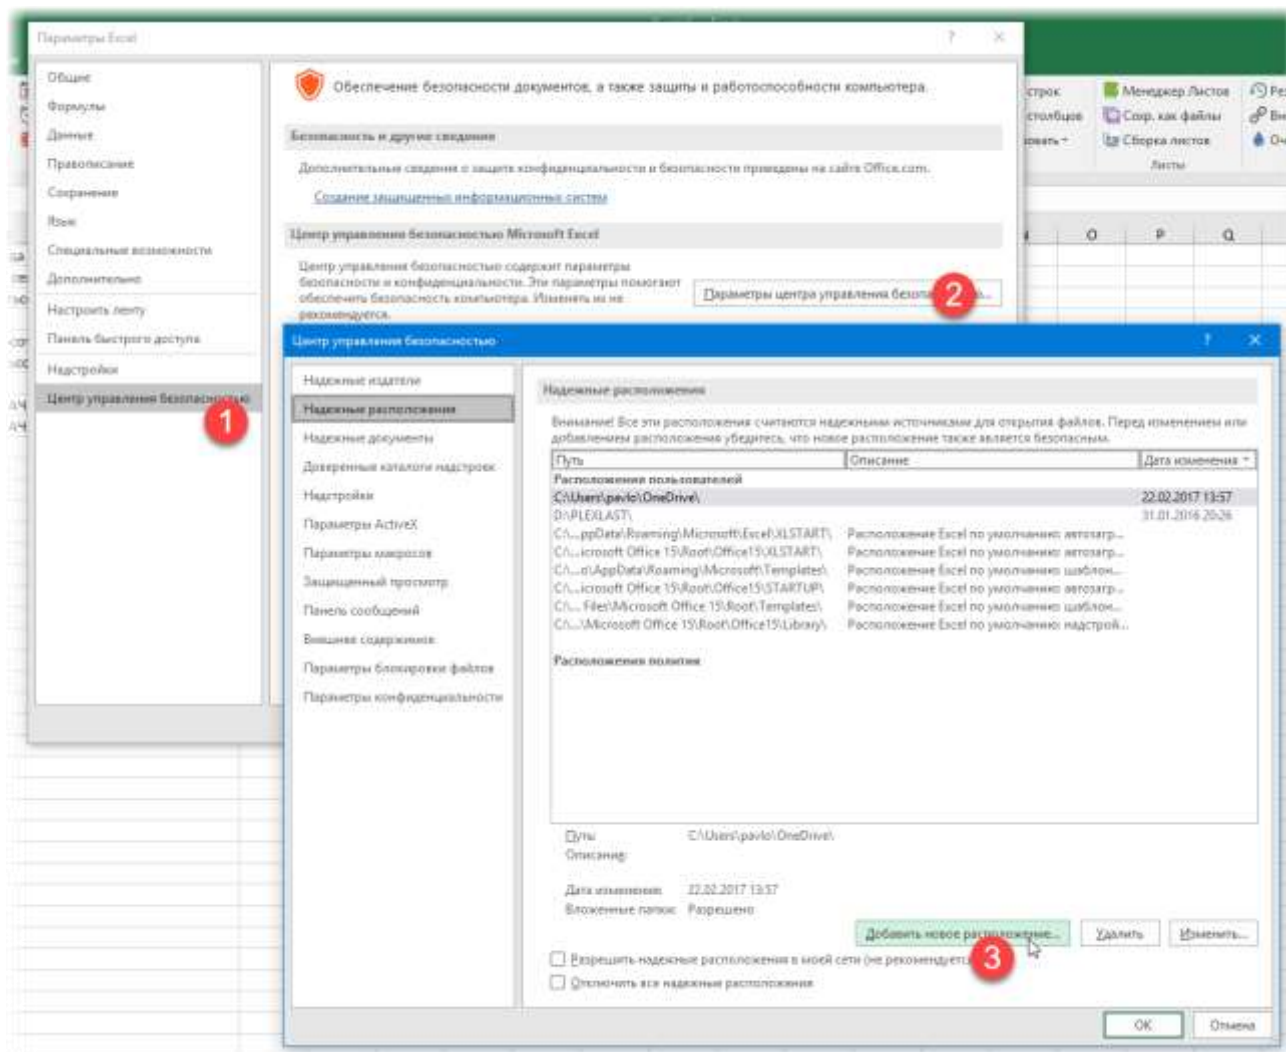 Параметры Excel
?
×
Общие
Формулы
Данные
Правописание
Сохранение
Язык
Специальные возможности
Дополнительно
Настроить ленту
Панель быстрого доступа
Надстройки
Центр управления безопасностью
1
Обеспечение безопасности документов, а также защиты и работоспособности компьютера.
Безопасность и другие сведения
Дополнительные сведения о защите конфиденциальности и безопасности приведены на сайте Office.com.
Создание защищенных информационных систем
Центр управления безопасностью Microsoft Excel
Центр управления безопасностью содержит параметры
безопасности и конфиденциальности. Эти параметры помогают
обеспечить безопасность компьютера. Изменять их не
рекомендуется.
Параметры центра управления
2
строк
столбцов
Менеджер Листов
Сохр. как файлы
Сборка листов
Листы
O P Q
Центр управления безопасностью
?
×
Надежные издатели
Надежные расположения
Надежные документы
Доверенные каталоги надстроек
Надстройки
Параметры ActiveX
Параметры макросов
Защищенный просмотр
Панель сообщений
Внешнее содержимое
Параметры блокировки файлов
Параметры конфиденциальности
Надежные расположения
Внимание! Все эти расположения считаются надежными источниками для открытия файлов. Перед изменением или
добавлением расположения убедитесь, что новое расположение также является безопасным.
Путь Описание Дата изменения
Расположения пользователей
C:\Users\pavlo\OneDrive\ 22.02.2017 13:57
D:\PLEXLAST\ 31.01.2016 20:26
C:\...ppData\Roaming\Microsoft\Excel\XLSTART\ Расположение Excel по умолчанию: автозагр...
C:\...icrosoft Office 15\Root\Office15\XLSTART\ Расположение Excel по умолчанию: автозагр...
C:\...o\AppData\Roaming\Microsoft\Templates\ Расположение Excel по умолчанию: шаблон...
C:\...icrosoft Office 15\Root\Office15\STARTUP\ Расположение Excel по умолчанию: автозагр...
C:\... Files\Microsoft Office 15\Root\Templates\ Расположение Excel по умолчанию: шаблон...
C:\...\Microsoft Office 15\Root\Office15\Library\ Расположение Excel по умолчанию: надстрой...
Расположения политик
Путь: C:\Users\pavlo\OneDrive\
Описание:
Дата изменения: 22.02.2017 13:57
Вложенные папки: Разрешено
Добавить новое расположение...
Удалить
Изменить...
3
Разрешить надежные расположения в моей сети (не рекомендуется
Отключить все надежные расположения
ОК
Отмена